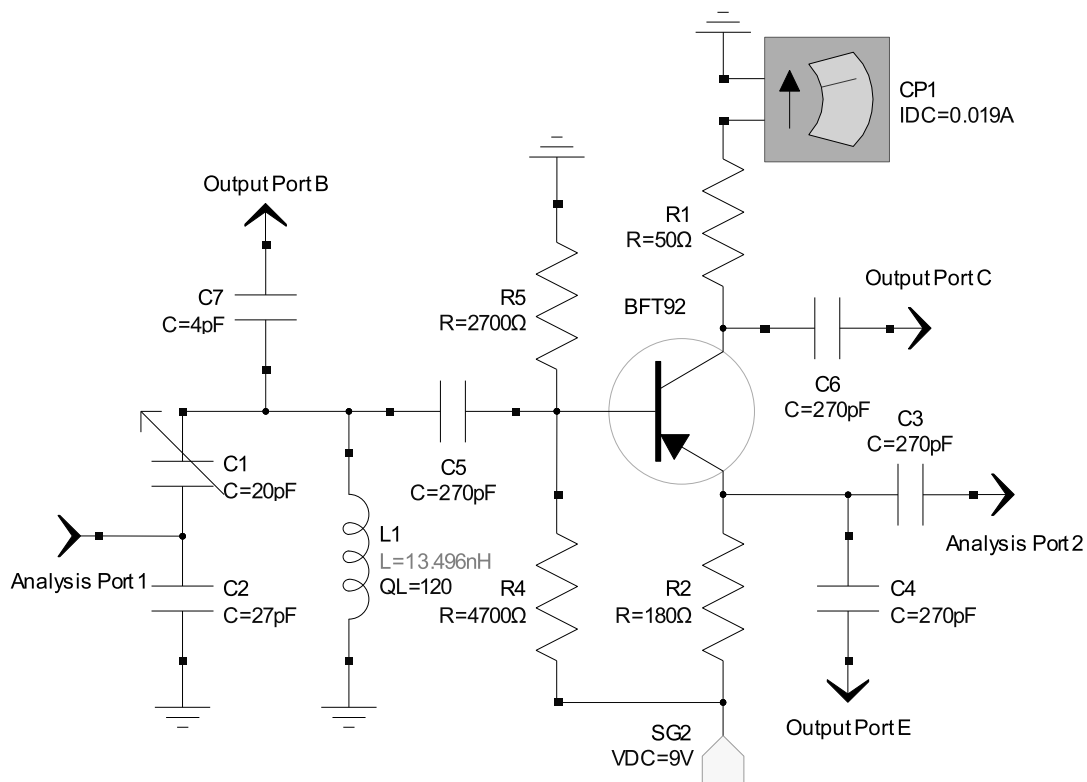 CP1
IDC=0.019A
Output Port B
R1
R=50Ω
Output Port C
C7
C=4pF
R5
R=2700Ω
BFT92
C6
C=270pF
C3
C=270pF
C1
C=20pF
C5
C=270pF
L1
L=13.496nH
QL=120
Analysis Port 1
Analysis Port 2
C2
C=27pF
R4
R=4700Ω
R2
R=180Ω
C4
C=270pF
Output Port E
SG2
VDC=9V